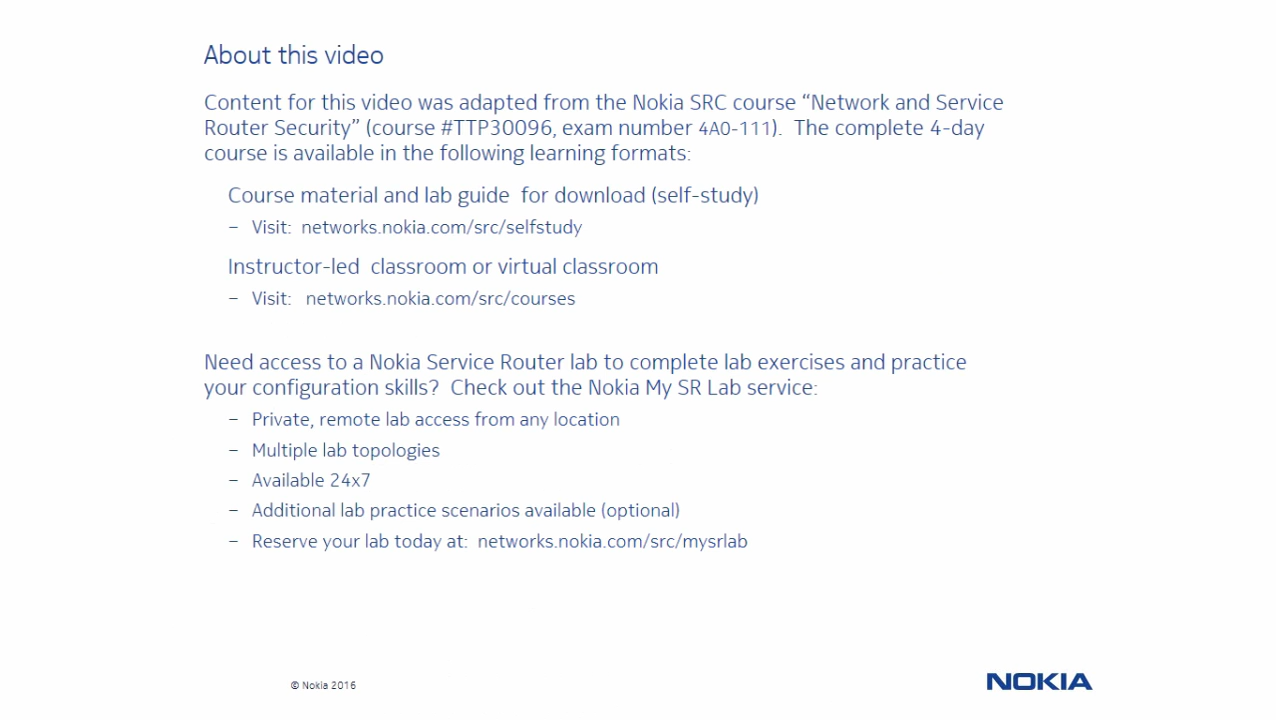 About this video
Content for this video was adapted from the Nokia SRC course “Network and Service
Router Security” (course #TTP30096, exam number 4A0-111).  The complete 4-day
course is available in the following learning formats:
Course material and lab guide  for download (self-study)
– Visit:  networks.nokia.com/src/selfstudy
Instructor-led  classroom or virtual classroom
– Visit:   networks.nokia.com/src/courses
Need access to a Nokia Service Router lab to complete lab exercises and practice
your configuration skills?  Check out the Nokia My SR Lab service:
– Private, remote lab access from any location
– Multiple lab topologies
– Available 24x7
– Additional lab practice scenarios available (optional)
– Reserve your lab today at:  networks.nokia.com/src/mysrlab
© Nokia 2016
NOKIA